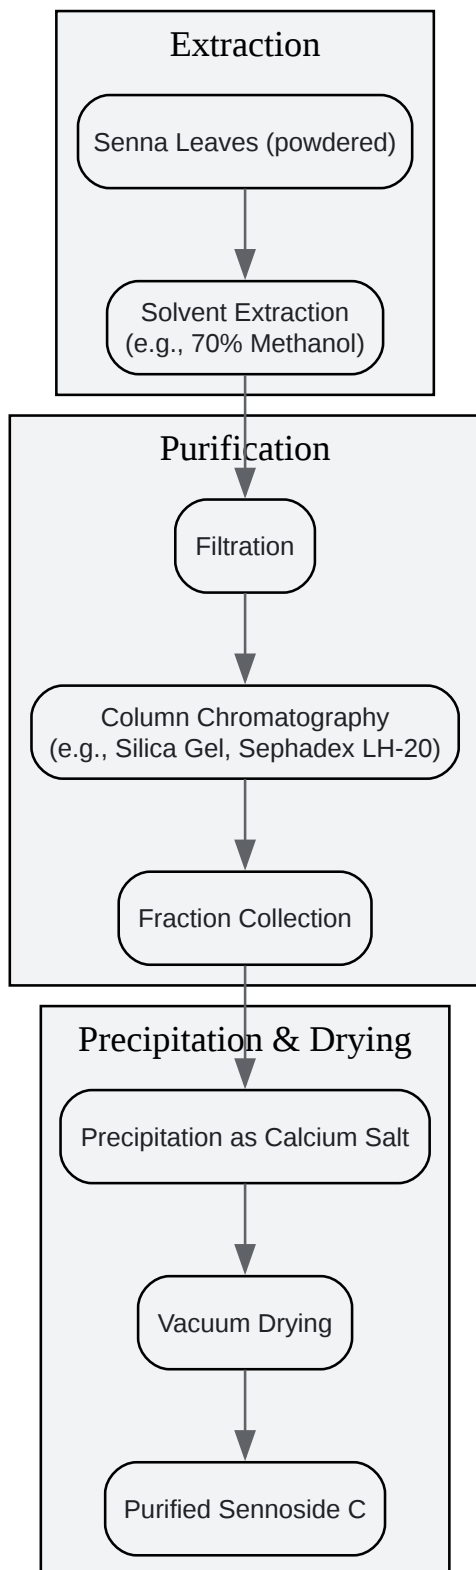 Extraction
Senna Leaves (powdered)
Solvent Extraction
(e.g., 70% Methanol)
Purification
Filtration
Column Chromatography
(e.g., Silica Gel, Sephadex LH-20)
Fraction Collection
Precipitation & Drying
Precipitation as Calcium Salt
Vacuum Drying
Purified Sennoside C